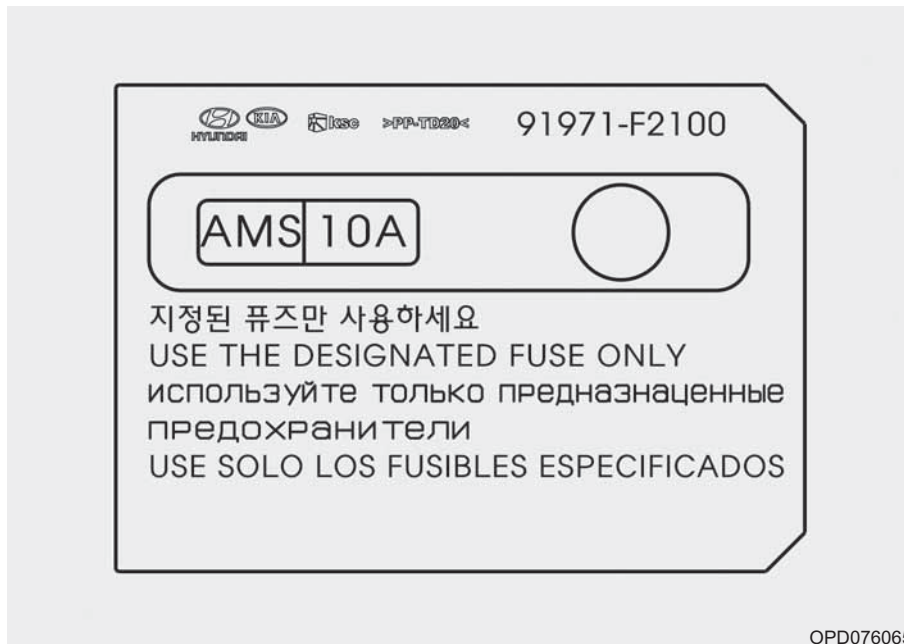 HYUNDAI KIA ksc >PP-TD20< 91971-F2100
AMS 10A
지정된 퓨즈만 사용하세요
USE THE DESIGNATED FUSE ONLY
используйте только предназнаценные
предохранители
USE SOLO LOS FUSIBLES ESPECIFICADOS